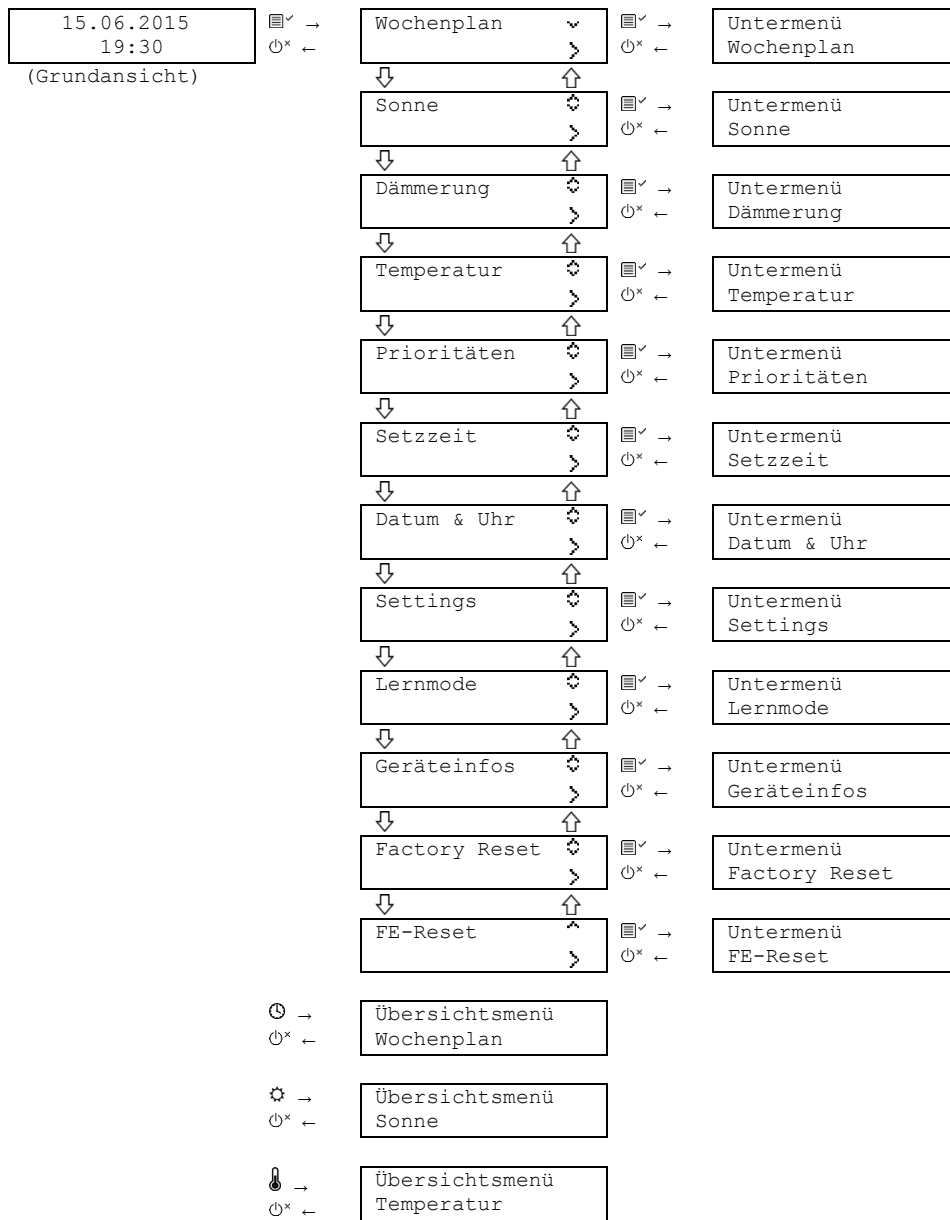 15.06.2015
19:30
(Grundansicht)
Wochenplan
Untermenü
Wochenplan
Sonne
Untermenü
Sonne
Dämmerung
Untermenü
Dämmerung
Temperatur
Untermenü
Temperatur
Prioritäten
Untermenü
Prioritäten
Setzzeit
Untermenü
Setzzeit
Datum & Uhr
Untermenü
Datum & Uhr
Settings
Untermenü
Settings
Lernmode
Untermenü
Lernmode
Geräteinfos
Untermenü
Geräteinfos
Factory Reset
Untermenü
Factory Reset
FE-Reset
Untermenü
FE-Reset
Übersichtsmenü
Wochenplan
Übersichtsmenü
Sonne
Übersichtsmenü
Temperatur